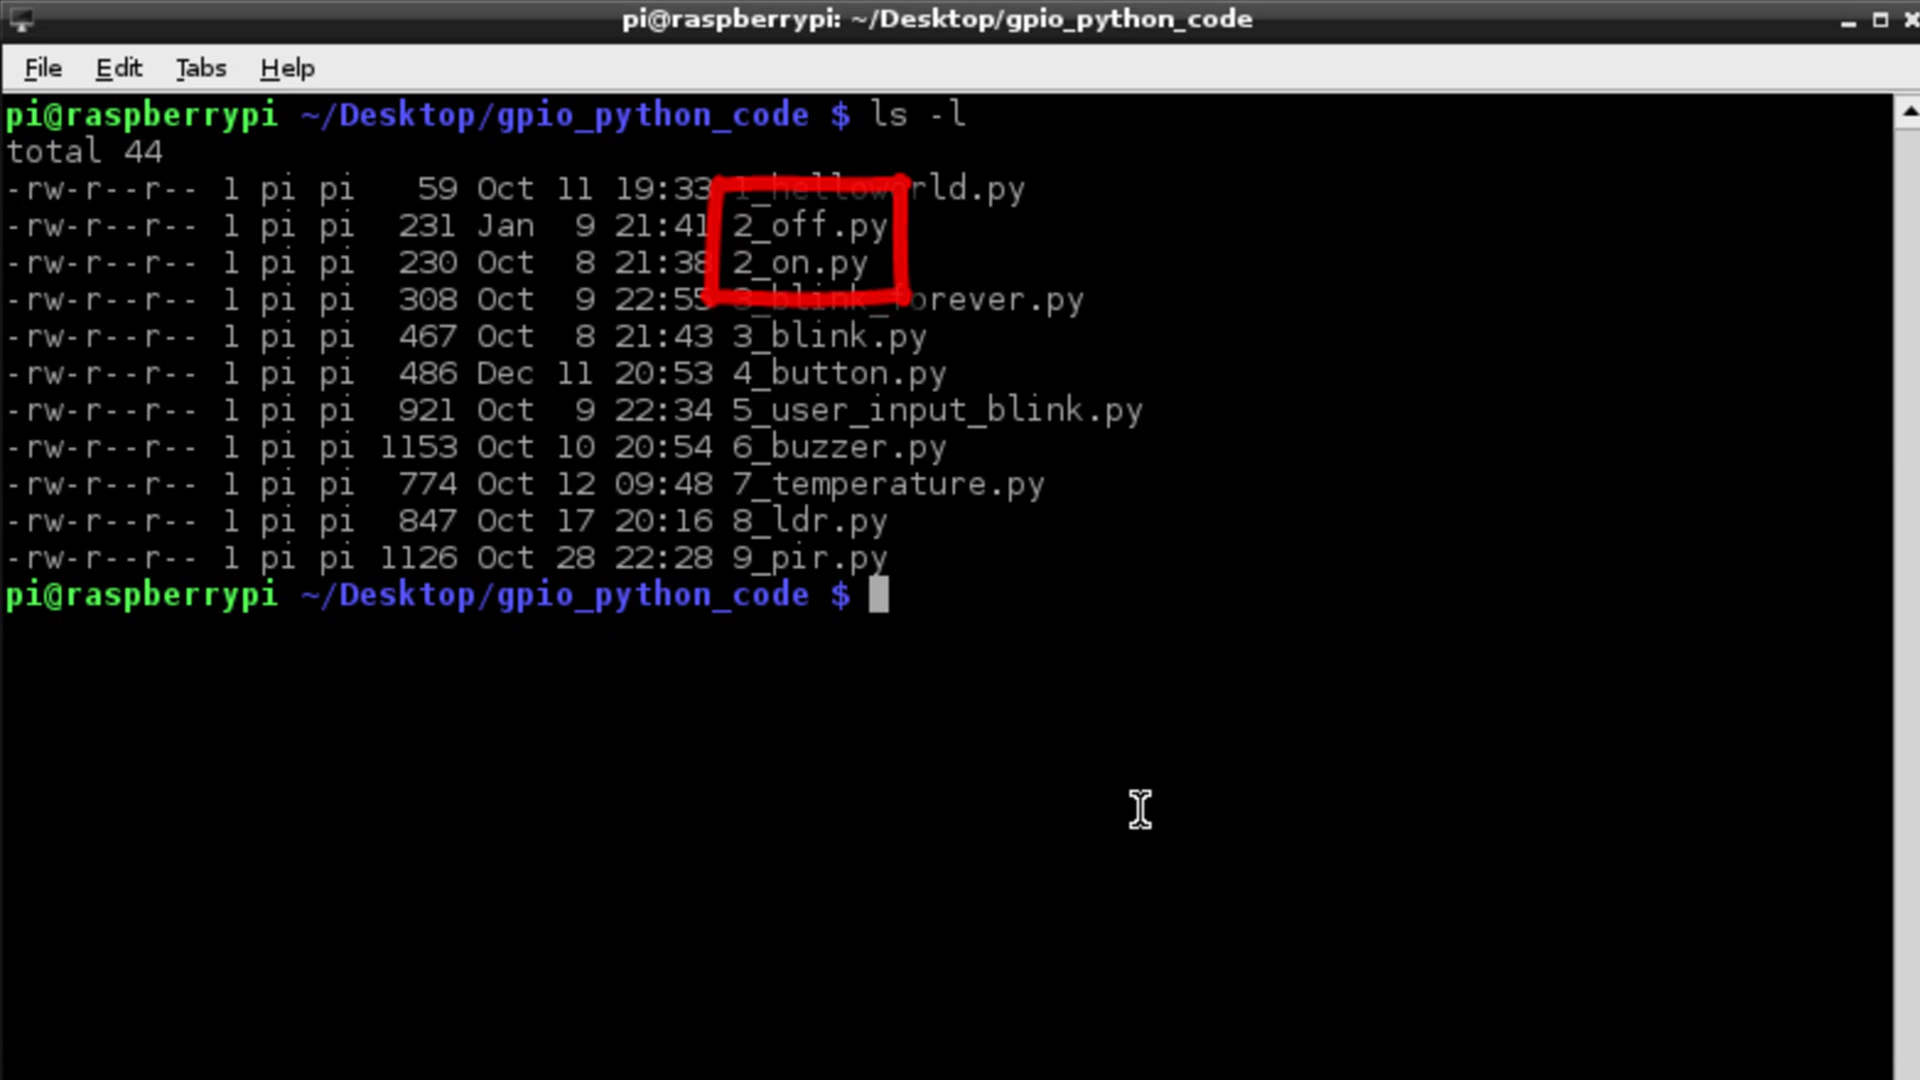 pi@raspberrypi: ~/Desktop/gpio_python_code
File Edit Tabs Help
pi@raspberrypi ~/Desktop/gpio_python_code $ ls -l
total 44
-rw-r--r-- 1 pi pi   59 Oct 11 19:33 1_helloworld.py
-rw-r--r-- 1 pi pi  231 Jan  9 21:41 2_off.py
-rw-r--r-- 1 pi pi  230 Oct  8 21:38 2_on.py
-rw-r--r-- 1 pi pi  308 Oct  9 22:55 3_blink_forever.py
-rw-r--r-- 1 pi pi  467 Oct  8 21:43 3_blink.py
-rw-r--r-- 1 pi pi  486 Dec 11 20:53 4_button.py
-rw-r--r-- 1 pi pi  921 Oct  9 22:34 5_user_input_blink.py
-rw-r--r-- 1 pi pi 1153 Oct 10 20:54 6_buzzer.py
-rw-r--r-- 1 pi pi  774 Oct 12 09:48 7_temperature.py
-rw-r--r-- 1 pi pi  847 Oct 17 20:16 8_ldr.py
-rw-r--r-- 1 pi pi 1126 Oct 28 22:28 9_pir.py
pi@raspberrypi ~/Desktop/gpio_python_code $